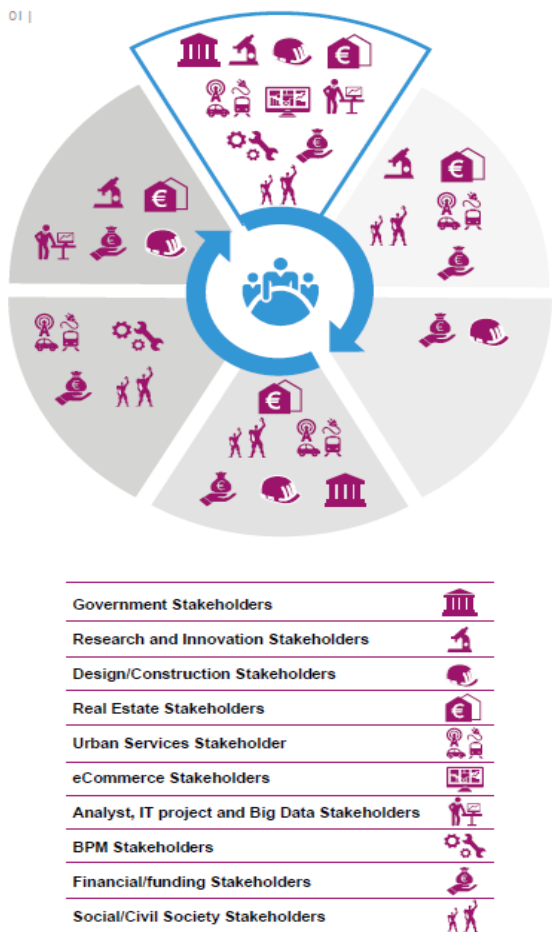 01 |
Government Stakeholders
Research and Innovation Stakeholders
Design/Construction Stakeholders
Real Estate Stakeholders
Urban Services Stakeholder
eCommerce Stakeholders
Analyst, IT project and Big Data Stakeholders
BPM Stakeholders
Financial/funding Stakeholders
Social/Civil Society Stakeholders